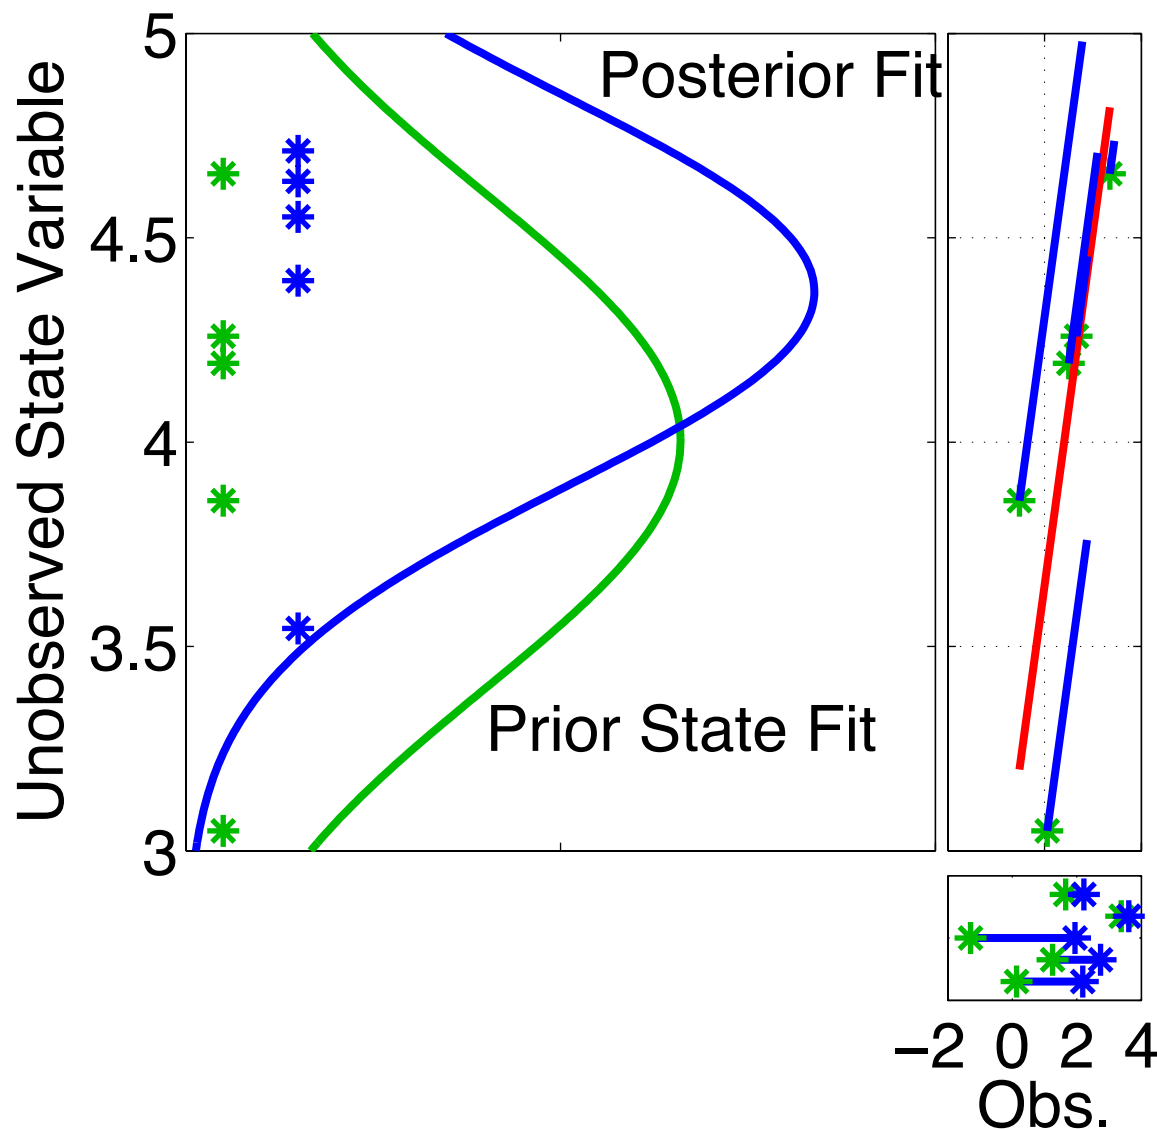 5
Posterior Fit
4.5
Unobserved State Variable
4
3.5
Prior State Fit
3
−2 0 2 4
Obs.